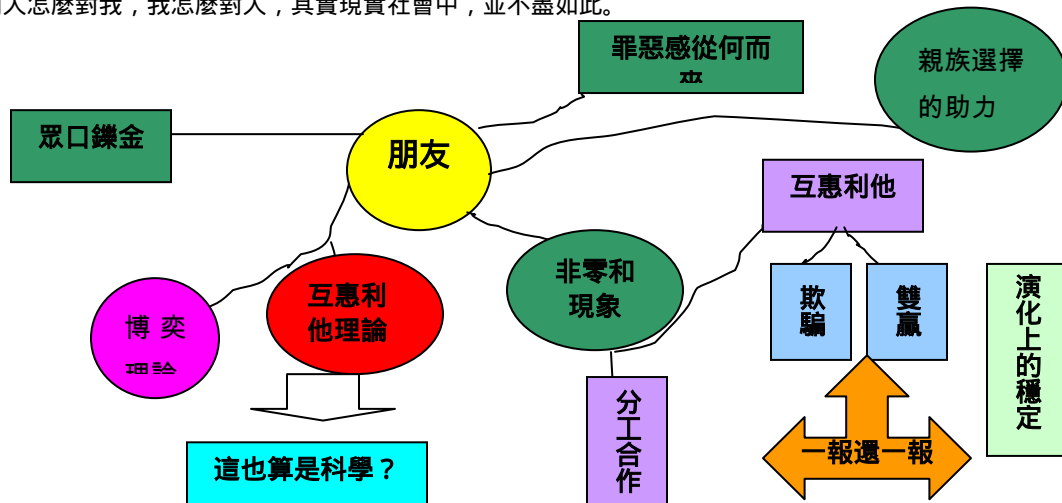 人怎麼對我，我怎麼對人，其實現實社會中，並不盡如此。
罪惡感從何而
來
親族選擇
的助力
眾口鑠金
朋友
互惠利他
非零和
現象
互惠利
他理論
博 奕
理論
欺騙
雙贏
演化上的穩定
分工合作
一報還一報
這也算是科學？